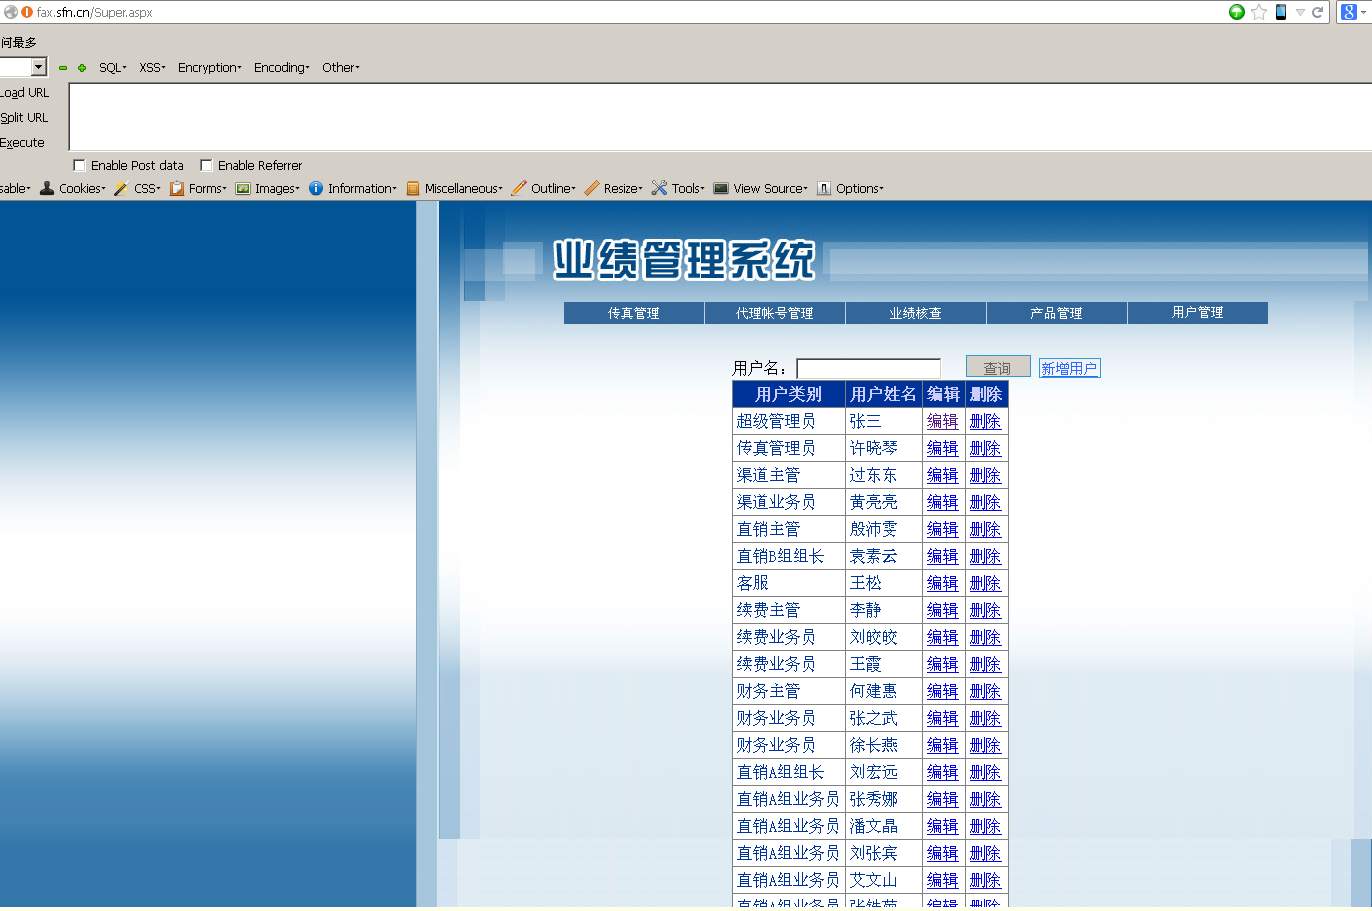 fax.sfn.cn/Super.aspx
问最多
SQL XSS Encryption Encoding Other
Load URL
Split URL
Execute
Enable Post data Enable Referrer
sable Cookies CSS Forms Images Information Miscellaneous Outline Resize Tools View Source Options
业绩管理系统
传真管理 代理帐号管理 业绩核查 产品管理 用户管理
用户名： 查询 新增用户
用户类别 用户姓名 编辑 删除
超级管理员 张三 编辑 删除
传真管理员 许晓琴 编辑 删除
渠道主管 过东东 编辑 删除
渠道业务员 黄亮亮 编辑 删除
直销主管 殷沛雯 编辑 删除
直销B组组长 袁素云 编辑 删除
客服 王松 编辑 删除
续费主管 李静 编辑 删除
续费业务员 刘皎皎 编辑 删除
续费业务员 王霞 编辑 删除
财务主管 何建惠 编辑 删除
财务业务员 张之武 编辑 删除
财务业务员 徐长燕 编辑 删除
直销A组组长 刘宏远 编辑 删除
直销A组业务员 张秀娜 编辑 删除
直销A组业务员 潘文晶 编辑 删除
直销A组业务员 刘张宾 编辑 删除
直销A组业务员 艾文山 编辑 删除
直销A组业务员 编辑 删除